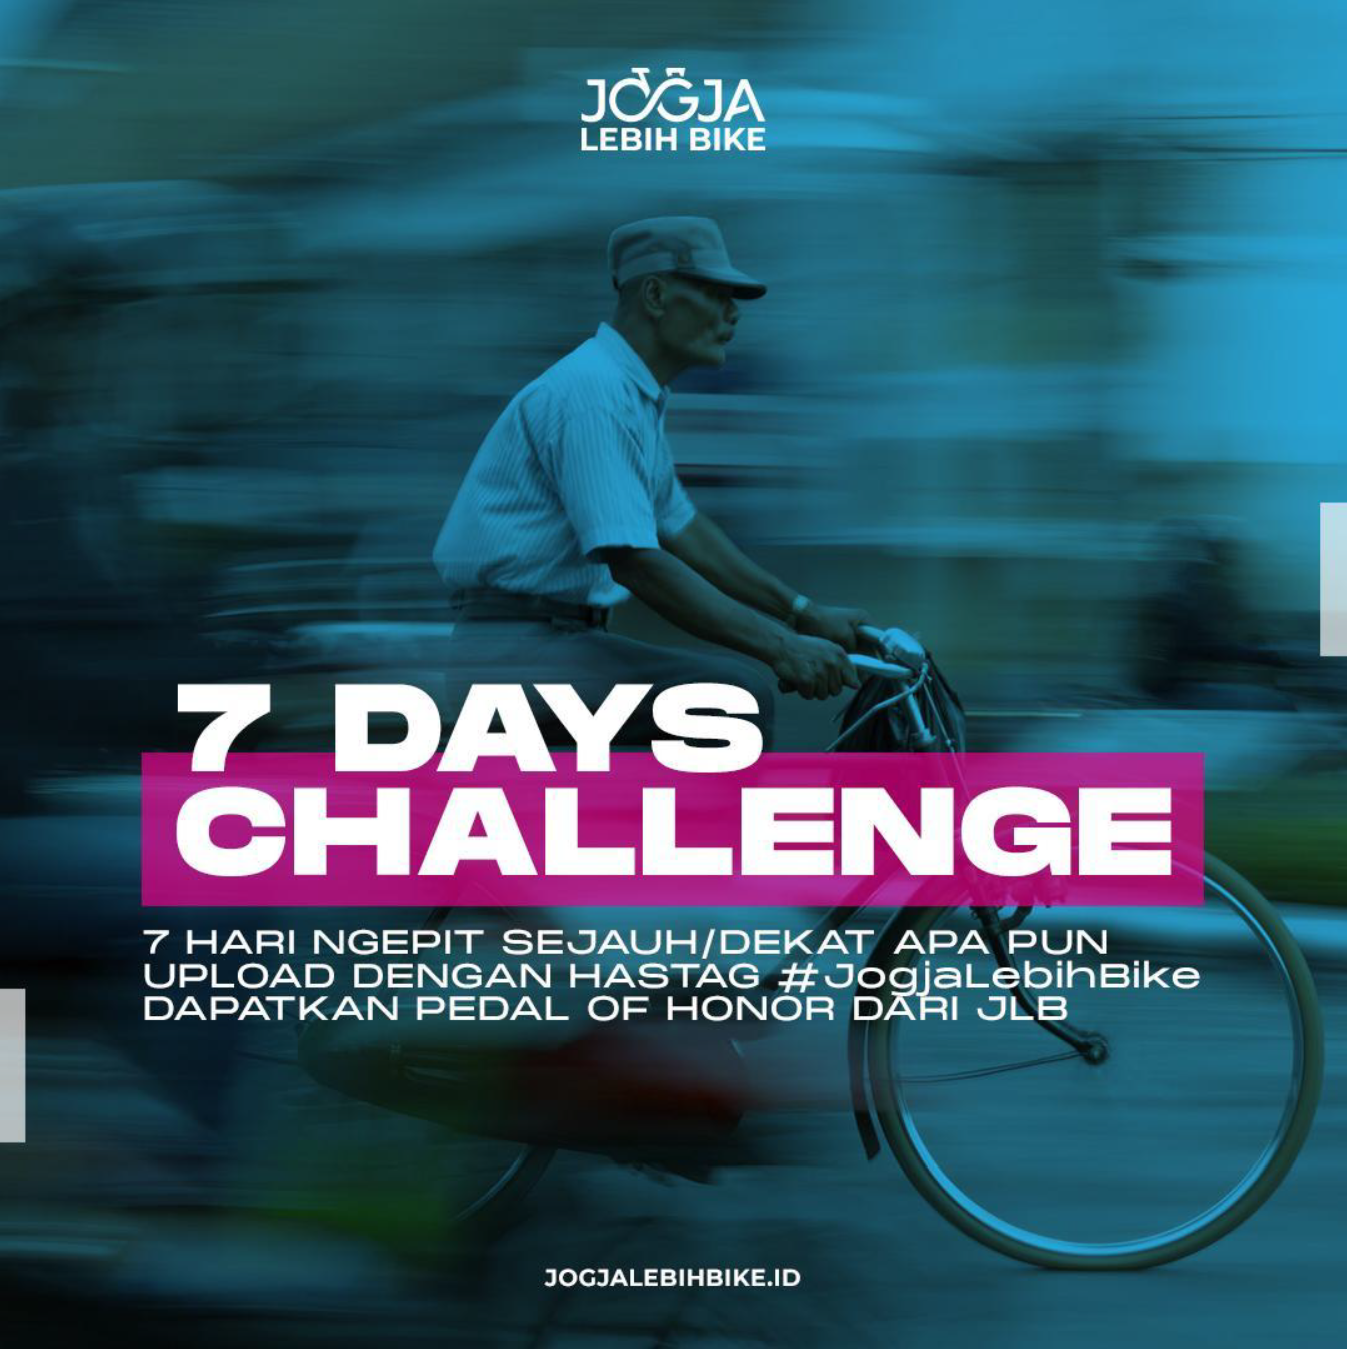 JOGJA
LEBIH BIKE
7 DAYS
CHALLENGE
7 HARI NGEPIT SEJAUH/DEKAT APA PUN
UPLOAD DENGAN HASTAG #JogjaLebihBike
DAPATKAN PEDAL OF HONOR DARI JLB
JOGJALEBIHBIKE.ID